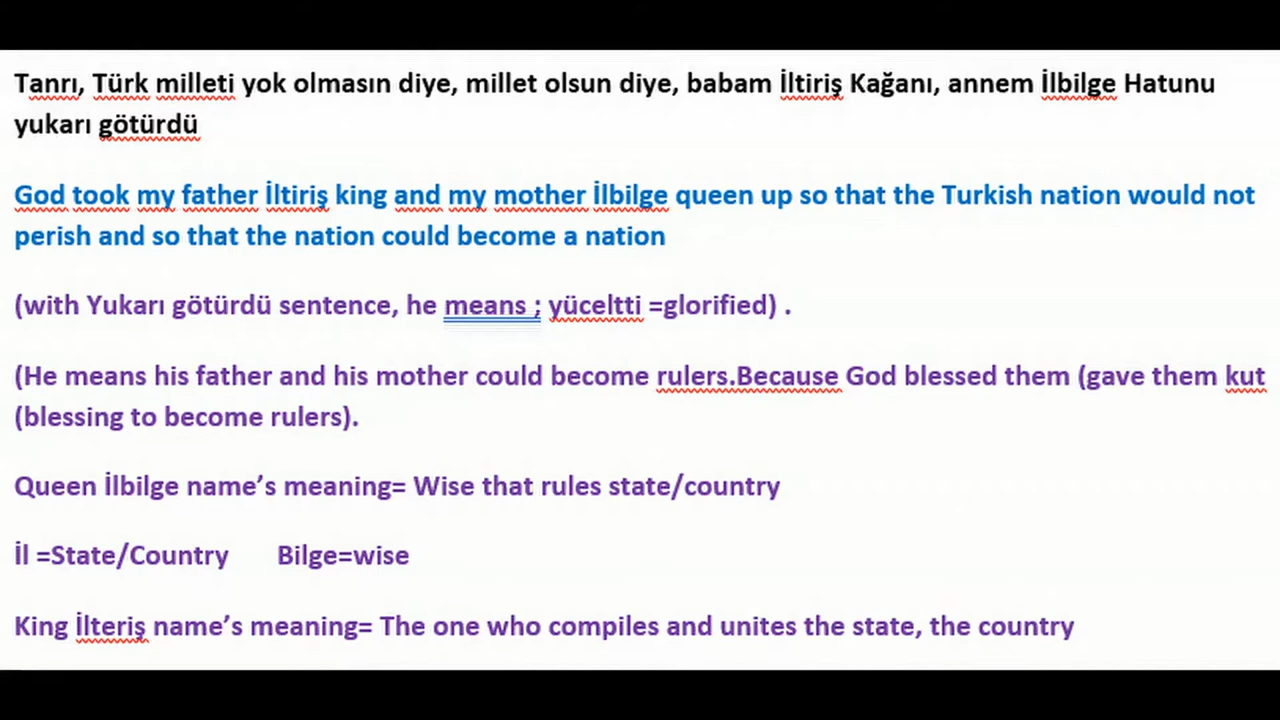 Tanrı, Türk milleti yok olmasın diye, millet olsun diye, babam İltiriş Kağanı, annem İlbilge Hatunu
yukarı götürdü
God took my father İltiriş king and my mother İlbilge queen up so that the Turkish nation would not
perish and so that the nation could become a nation
(with Yukarı götürdü sentence, he means ; yüceltti =glorified) .
(He means his father and his mother could become rulers.Because God blessed them (gave them kut
(blessing to become rulers).
Queen İlbilge name’s meaning= Wise that rules state/country
İl =State/Country Bilge=wise
King İlteriş name’s meaning= The one who compiles and unites the state, the country